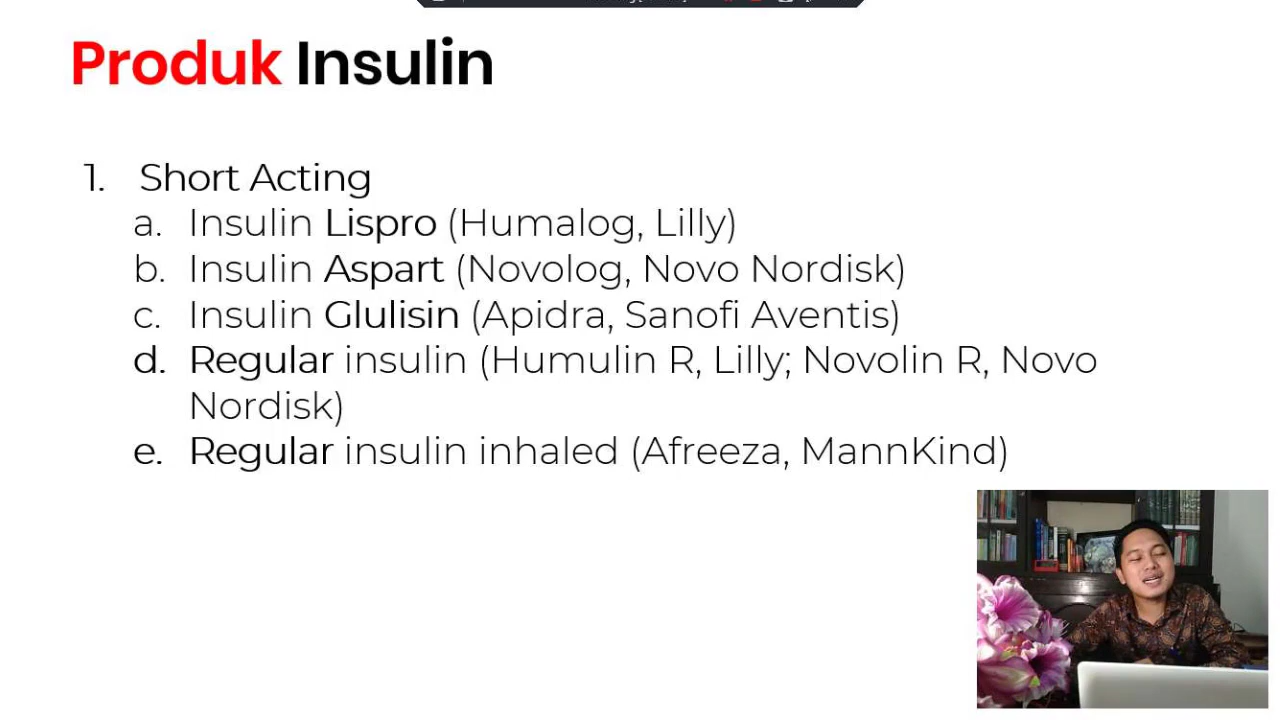 Produk Insulin
1. Short Acting
a. Insulin Lispro (Humalog, Lilly)
b. Insulin Aspart (Novolog, Novo Nordisk)
c. Insulin Glulisin (Apidra, Sanofi Aventis)
d. Regular insulin (Humulin R, Lilly; Novolin R, Novo
Nordisk)
e. Regular insulin inhaled (Afreeza, MannKind)